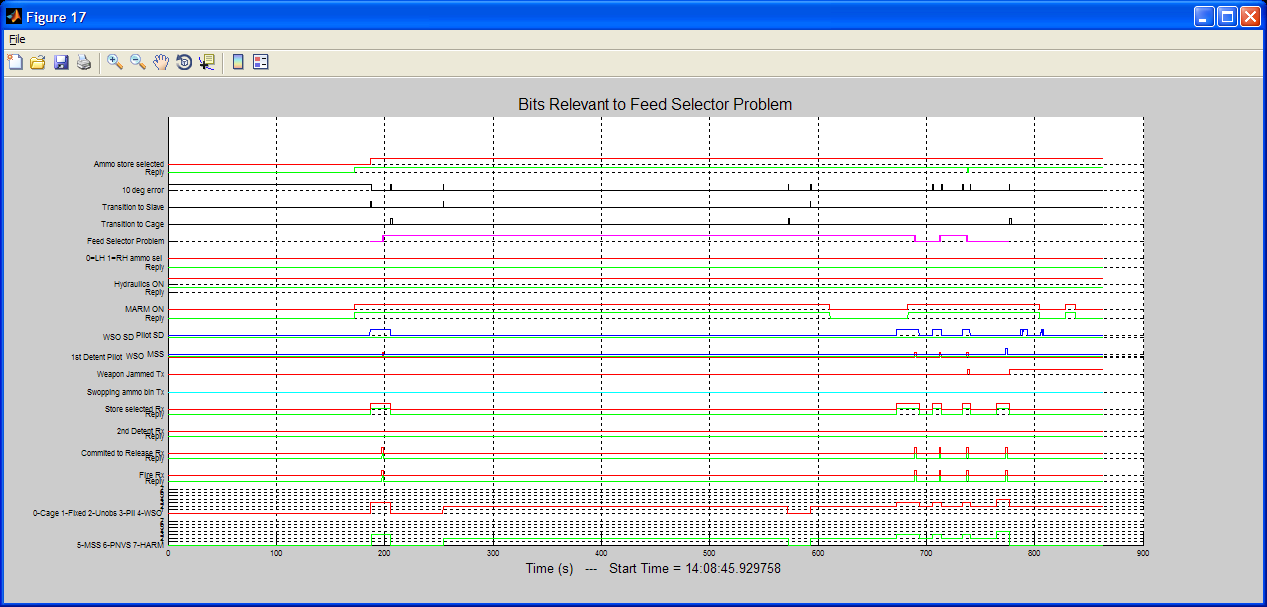 Figure 17
File
Bits Relevant to Feed Selector Problem
Ammo store selected
Reply
10 deg error
Transition to Slave
Transition to Cage
Feed Selector Problem
0=LH 1=RH ammo sel
Reply
Hydraulics ON
Reply
MARM ON
Reply
WSO SD Pilot SD
1st Detent Pilot WSO MSS
Weapon Jammed Tx
Swopping ammo bin Tx
Store selected Rx
Reply
2nd Detent Rx
Reply
Commited to Release Rx
Reply
Fire Rx
Reply
0-Cage 1-Fixed 2-Unobs 3-Pil 4-WSO
5-MSS 6-PNVS 7-HARM
0 100 200 300 400 500 600 700 800 900
Time (s) --- Start Time = 14:08:45.929758